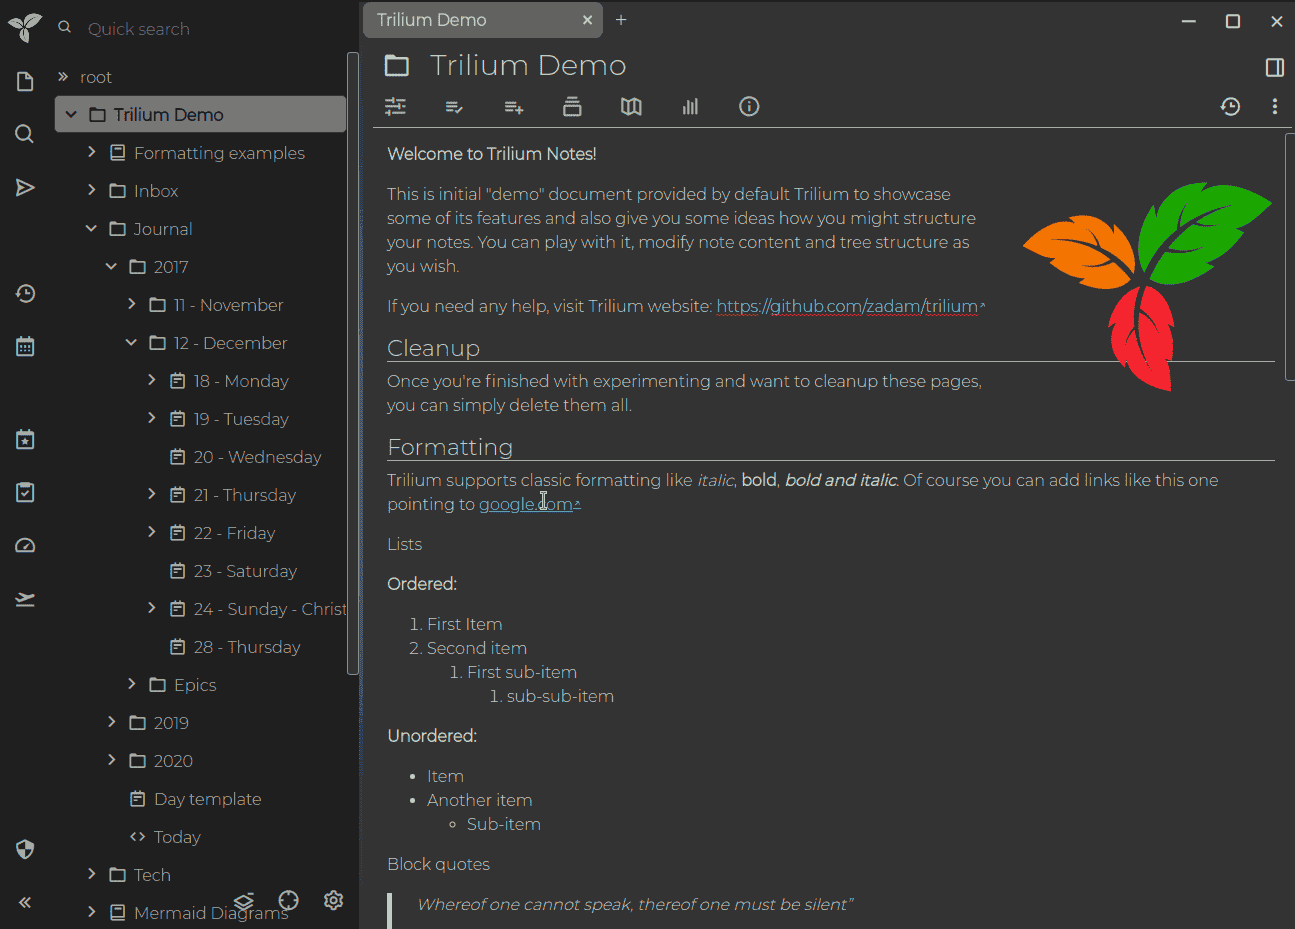 Quick search
root
Trilium Demo
Formatting examples
Inbox
Journal
2017
11 - November
12 - December
18 - Monday
19 - Tuesday
20 - Wednesday
21 - Thursday
22 - Friday
23 - Saturday
24 - Sunday - Christ
28 - Thursday
Epics
2019
2020
Day template
Today
Tech
Mermaid Diagrams
Trilium Demo
Trilium Demo
Welcome to Trilium Notes!
This is initial "demo" document provided by default Trilium to showcase
some of its features and also give you some ideas how you might structure
your notes. You can play with it, modify note content and tree structure as
you wish.
If you need any help, visit Trilium website: https://github.com/zadam/trilium
Cleanup
Once you're finished with experimenting and want to cleanup these pages,
you can simply delete them all.
Formatting
Trilium supports classic formatting like italic, bold, bold and italic. Of course you can add links like this one
pointing to google.com
Lists
Ordered:
1. First Item
2. Second item
1. First sub-item
1. sub-sub-item
Unordered:
• Item
• Another item
◦ Sub-item
Block quotes
Whereof one cannot speak, thereof one must be silent”